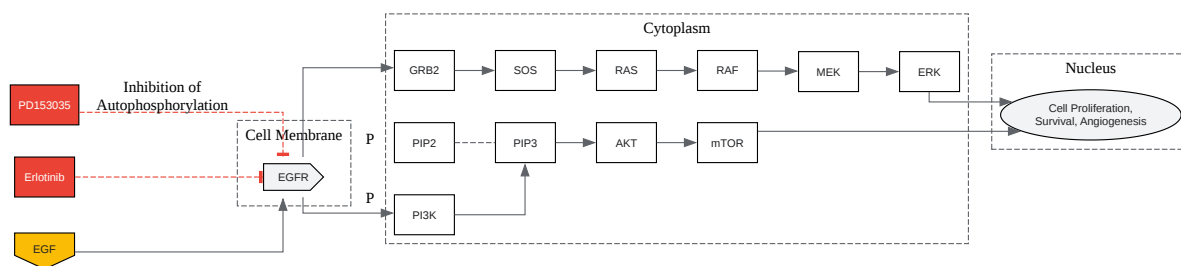 Cytoplasm
GRB2
SOS
RAS
RAF
MEK
ERK
Nucleus
Inhibition of
Autophosphorylation
PD153035
Cell Proliferation,
Survival, Angiogenesis
Cell Membrane
P
PIP2
PIP3
AKT
mTOR
Erlotinib
EGFR
P
PI3K
EGF